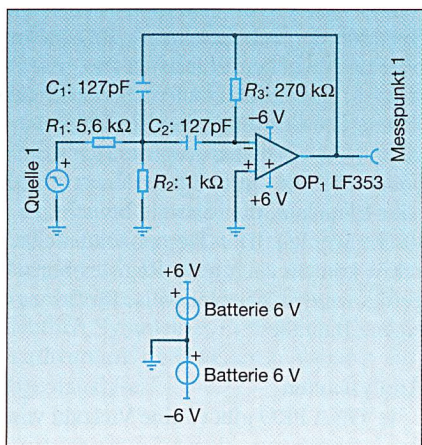 C1: 127pF
R3: 270 kΩ
−6 V
Messpunkt 1
R1: 5,6 kΩ
C2: 127pF
−
+
+
Quelle 1
+
R2: 1 kΩ
OP1 LF353
+6 V
+6 V
+
Batterie 6 V
+
Batterie 6 V
−6 V